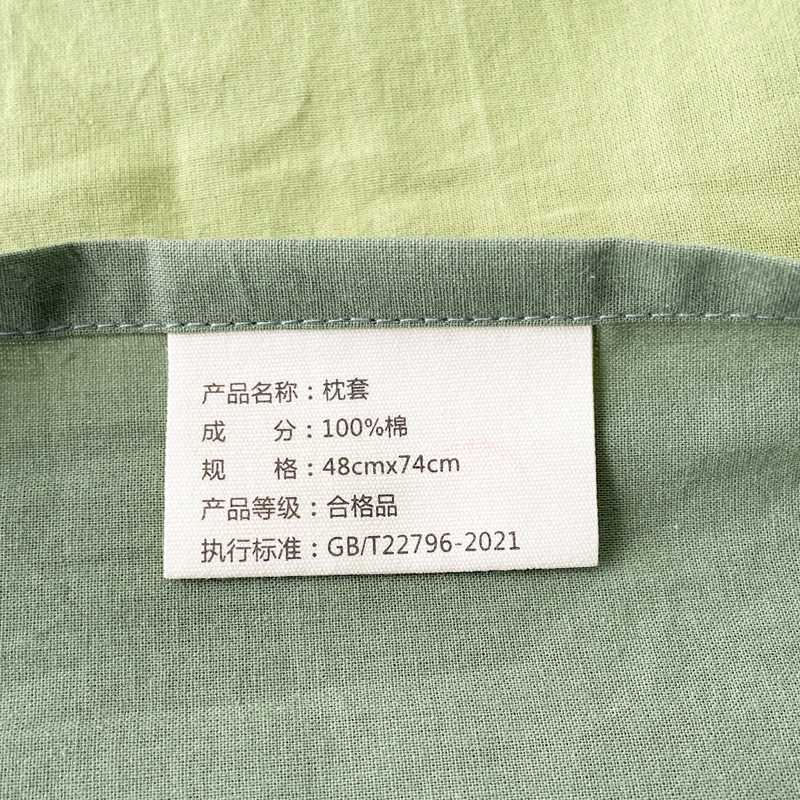 产品名称：枕套
成 分：100%棉
规 格：48cmx74cm
产品等级：合格品
执行标准：GB/T22796-2021